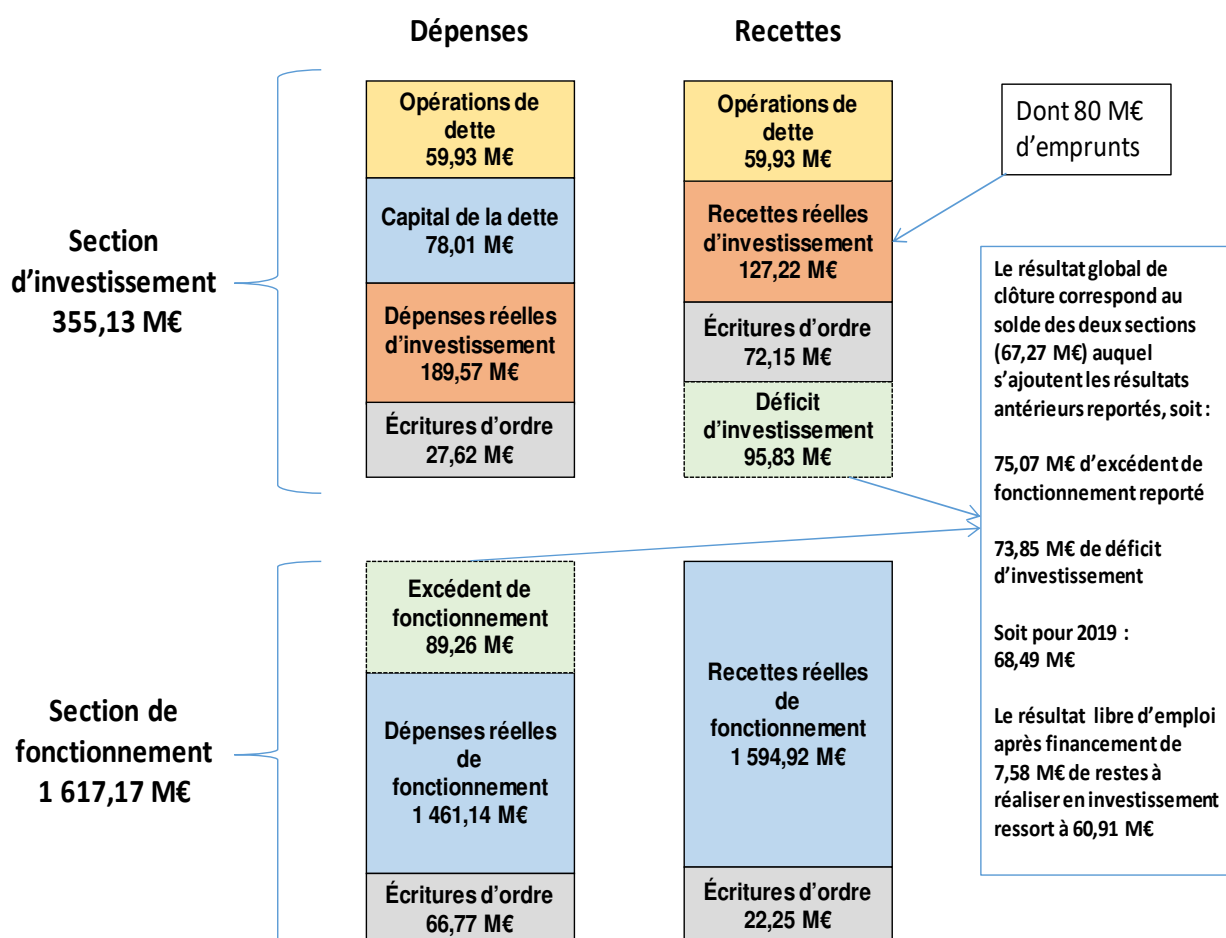 Dépenses
Recettes
Section
d’investissement
355,13 M€
Opérations de
dette
59,93 M€
Capital de la dette
78,01 M€
Dépenses réelles
d’investissement
189,57 M€
Écritures d’ordre
27,62 M€
Opérations de
dette
59,93 M€
Recettes réelles
d’investissement
127,22 M€
Écritures d’ordre
72,15 M€
Déficit
d’investissement
95,83 M€
Dont 80 M€
d’emprunts
Le résultat global de
clôture correspond au
solde des deux sections
(67,27 M€) auquel
s’ajoutent les résultats
antérieurs reportés, soit :
75,07 M€ d’excédent de
fonctionnement reporté
73,85 M€ de déficit
d’investissement
Soit pour 2019 :
68,49 M€
Le résultat libre d’emploi
après financement de
7,58 M€ de restes à
réaliser en investissement
ressort à 60,91 M€
Section de
fonctionnement
1 617,17 M€
Excédent de
fonctionnement
89,26 M€
Dépenses réelles
de
fonctionnement
1 461,14 M€
Écritures d’ordre
66,77 M€
Recettes réelles
de
fonctionnement
1 594,92 M€
Écritures d’ordre
22,25 M€